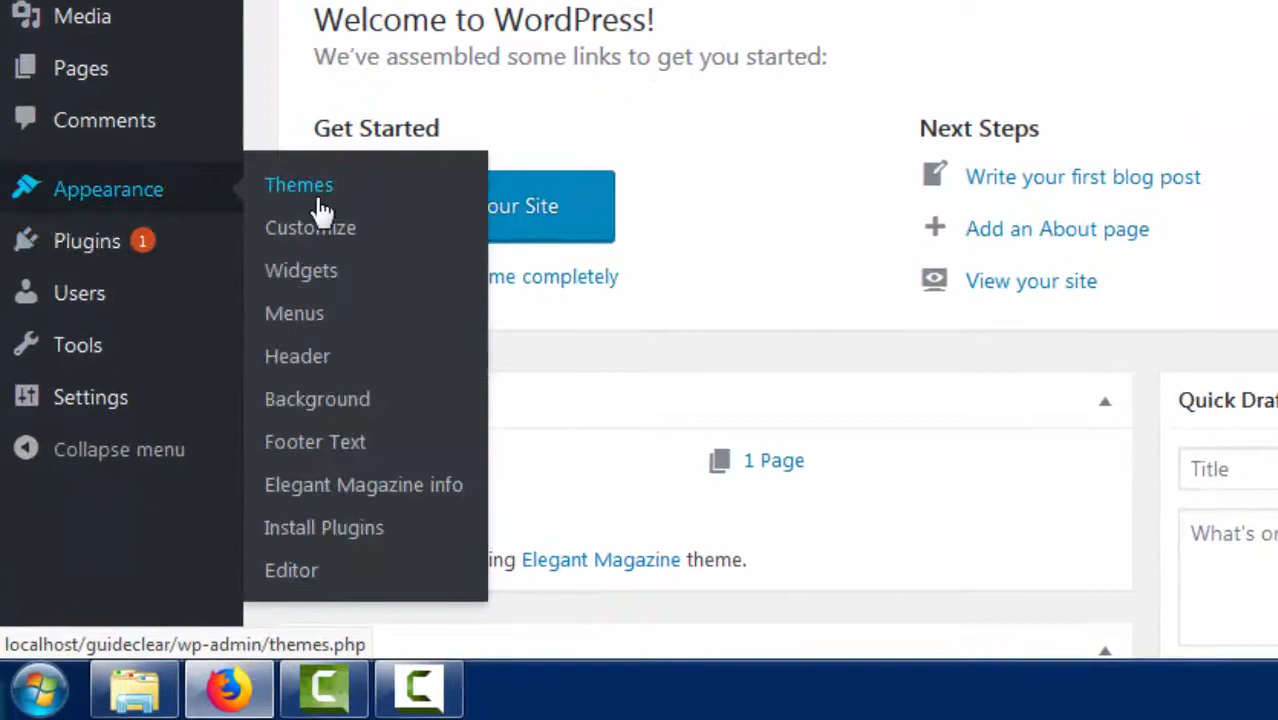 Media
Pages
Comments
Appearance
Plugins 1
Users
Tools
Settings
Collapse menu
Themes
Customize
Widgets
Menus
Header
Background
Footer Text
Elegant Magazine info
Install Plugins
Editor
Welcome to WordPress!
We've assembled some links to get you started:
Get Started
our Site
me completely
Next Steps
Write your first blog post
Add an About page
View your site
1 Page
ing Elegant Magazine theme.
Quick Draf
Title
What's on
localhost/guideclear/wp-admin/themes.php